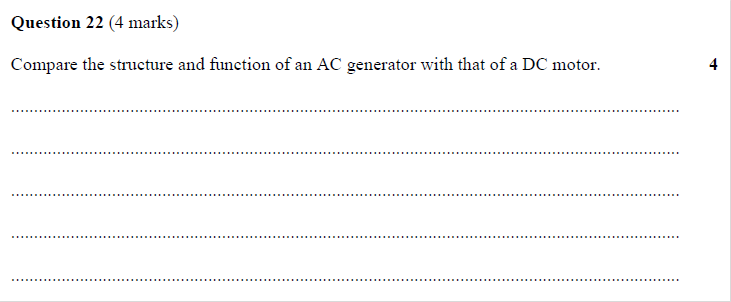 Question 22 (4 marks)
Compare the structure and function of an AC generator with that of a DC motor. 4